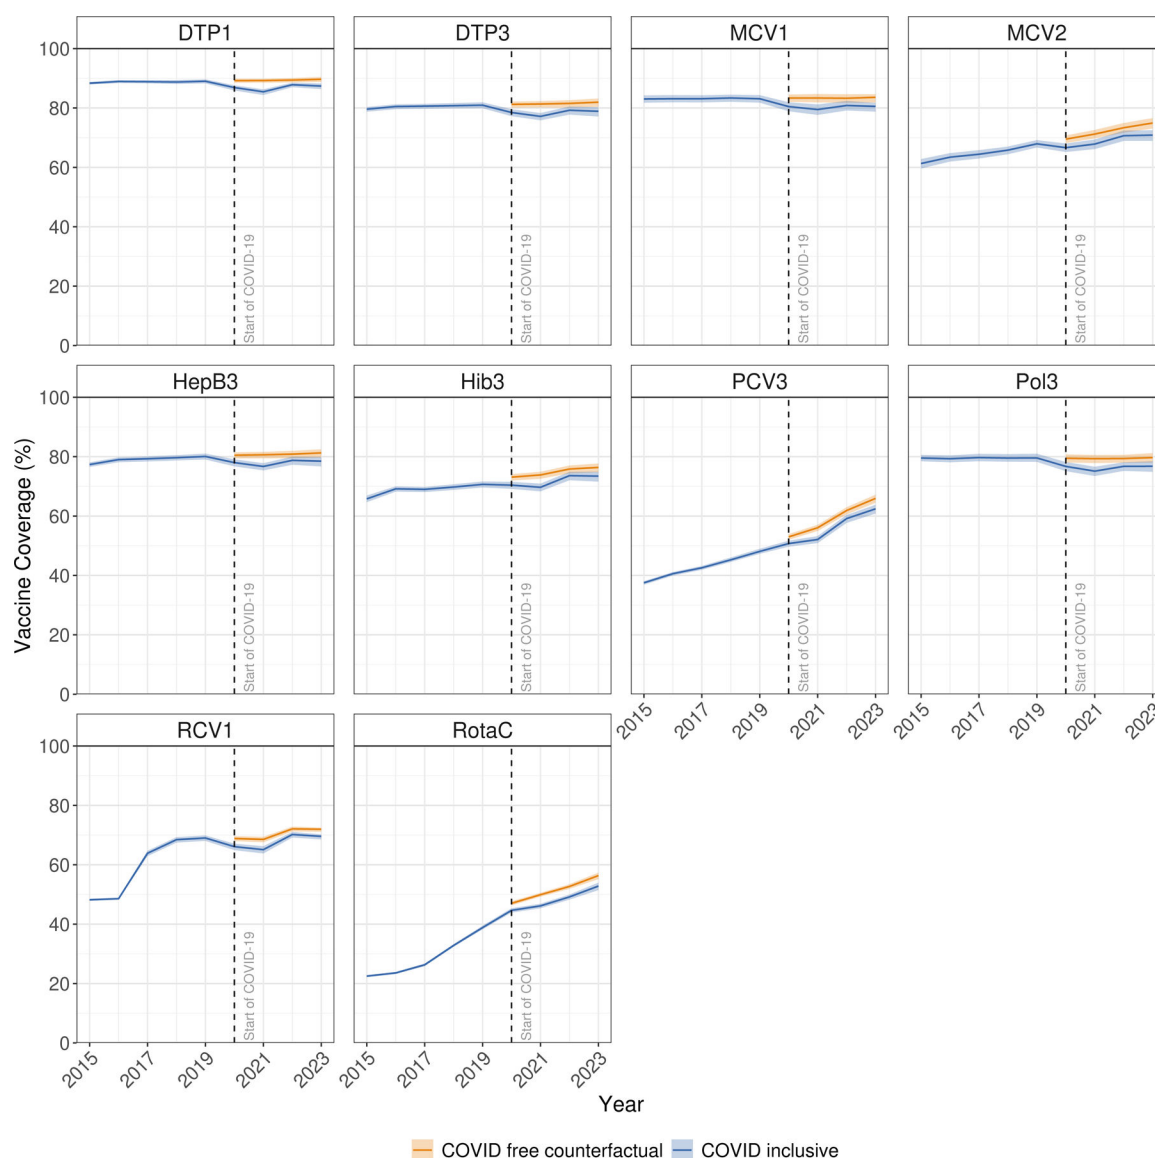 DTP1 DTP3 MCV1 MCV2
100
80
60
40
20
0
Start of COVID-19 Start of COVID-19 Start of COVID-19 Start of COVID-19
HepB3 Hib3 PCV3 Pol3
Vaccine Coverage (%)
100
80
60
40
20
0
Start of COVID-19 Start of COVID-19 Start of COVID-19 Start of COVID-19
2015 2017 2019 2021 2023 2015 2017 2019 2021 2023
RCV1 RotaC
100
80
60
40
20
0
Start of COVID-19 Start of COVID-19
2015 2017 2019 2021 2023 2015 2017 2019 2021 2023
Year
COVID free counterfactual COVID inclusive